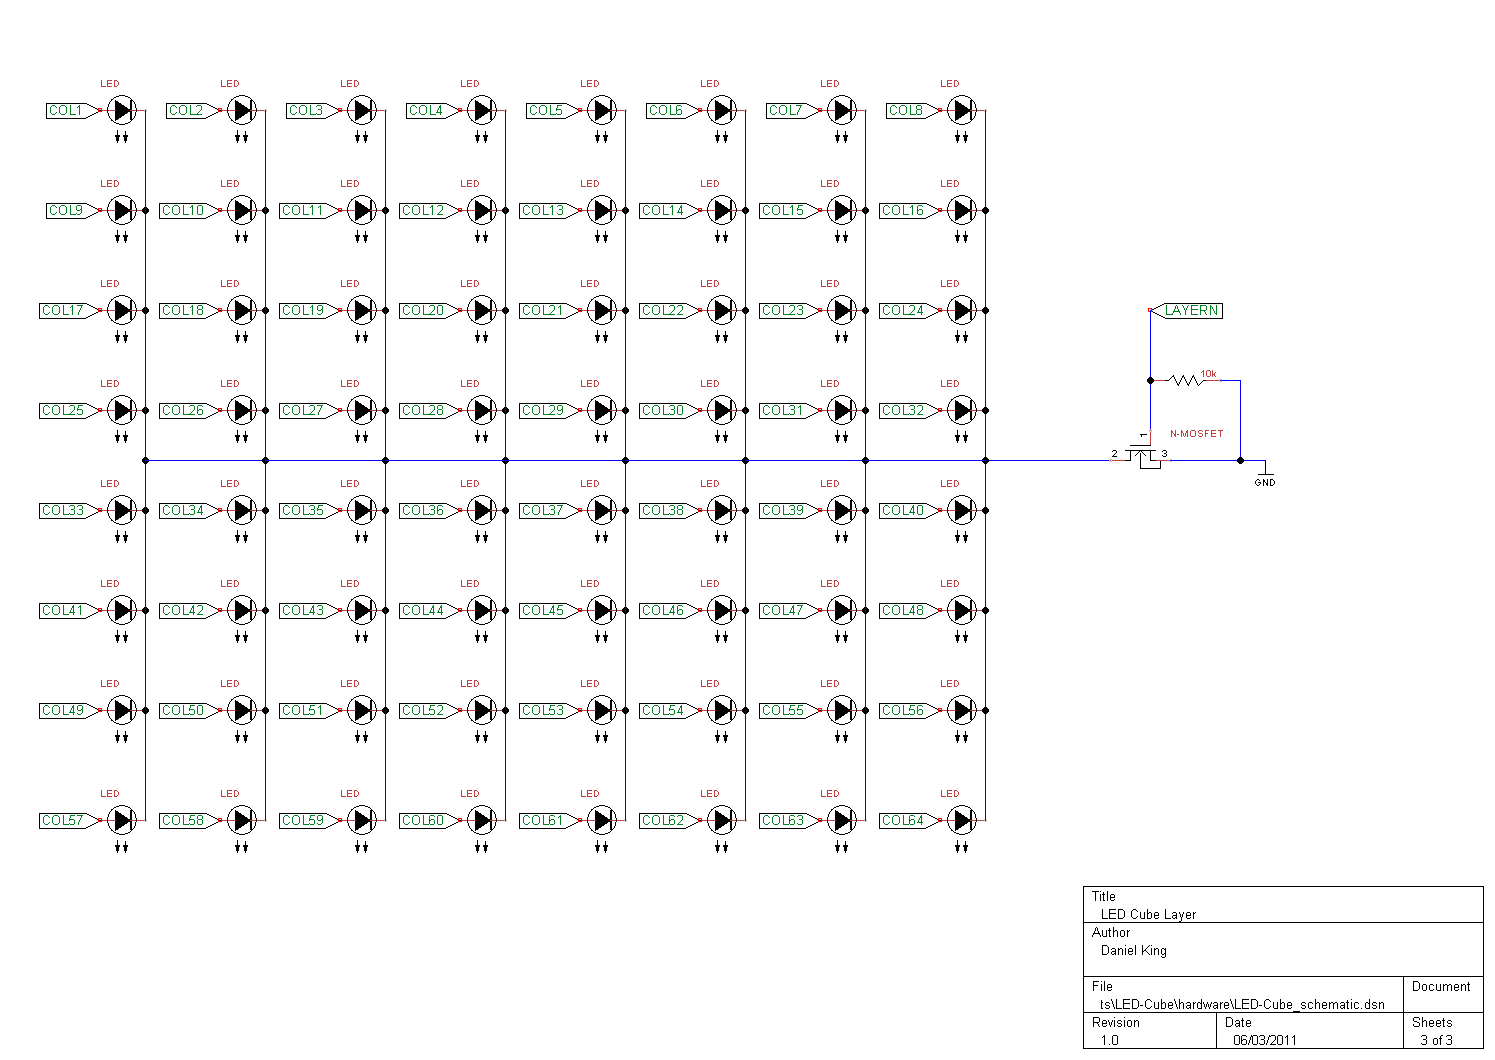 LED LED LED LED LED LED LED LED
COL1 COL2 COL3 COL4 COL5 COL6 COL7 COL8
LED LED LED LED LED LED LED LED
COL9 COL10 COL11 COL12 COL13 COL14 COL15 COL16
LED LED LED LED LED LED LED LED
COL17 COL18 COL19 COL20 COL21 COL22 COL23 COL24
LAYERN
10k
LED LED LED LED LED LED LED LED
COL25 COL26 COL27 COL28 COL29 COL30 COL31 COL32
1 N-MOSFET
2 3
GND
LED LED LED LED LED LED LED LED
COL33 COL34 COL35 COL36 COL37 COL38 COL39 COL40
LED LED LED LED LED LED LED LED
COL41 COL42 COL43 COL44 COL45 COL46 COL47 COL48
LED LED LED LED LED LED LED LED
COL49 COL50 COL51 COL52 COL53 COL54 COL55 COL56
LED LED LED LED LED LED LED LED
COL57 COL58 COL59 COL60 COL61 COL62 COL63 COL64
Title
LED Cube Layer
Author
Daniel King
File Document
ts\LED-Cube\hardware\LED-Cube_schematic.dsn
Revision Date Sheets
1.0 06/03/2011 3 of 3